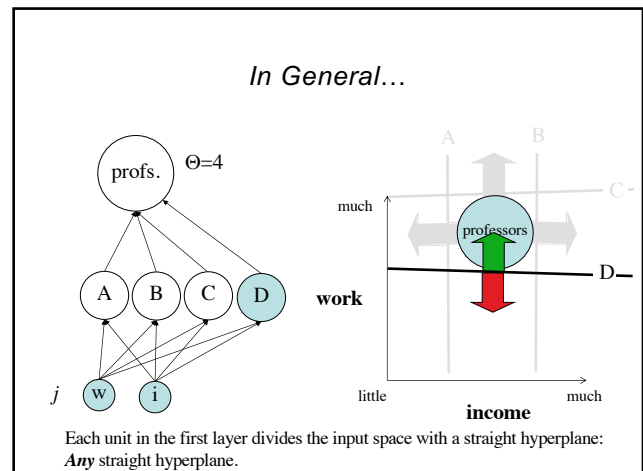 In General…
profs.
Θ=4
A
B
C
D
j
w
i
A
B
C
much
professors
D
work
little
much
income
Each unit in the first layer divides the input space with a straight hyperplane:
Any straight hyperplane.